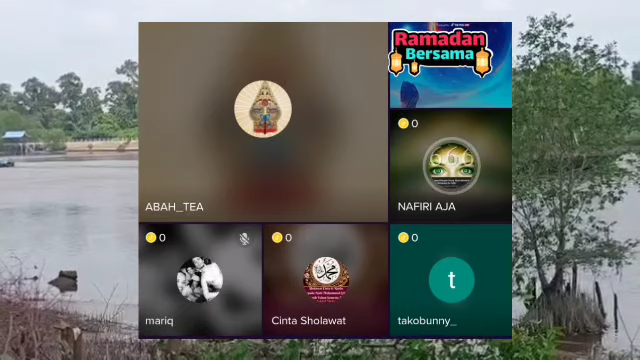 Ramadan
Bersama
0
ABAH_TEA
NAFIRI AJA
0
0
0
mariq
Cinta Sholawat
t
takobunny_